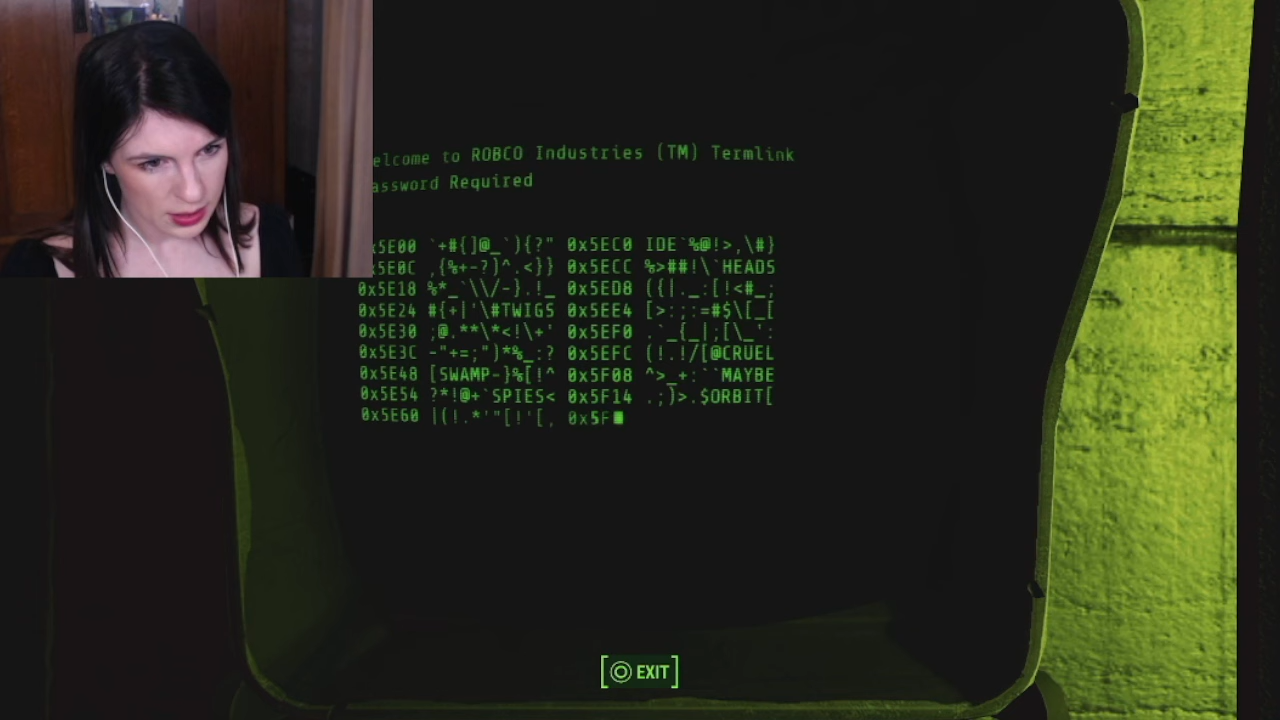 elcome to ROBCO Industries (TM) Termlink
assword Required
x5E00 `+#{]@_`){?" 0x5EC0 IDE`%@!>,\#}
x5E0C ,{%+-?)^.<}} 0x5ECC %>##!\`HEADS
0x5E18 %*_`\\/-}.!_ 0x5ED8 ({|._:[!<#_;
0x5E24 #{+|'\#TWIGS 0x5EE4 [>:;:=#$\[_[
0x5E30 ;@.**\*<!\+' 0x5EF0 .`_{_|;[\_':
0x5E3C -"+=;")*%_:? 0x5EFC (!.!/[@CRUEL
0x5E48 [SWAMP-}%[!^ 0x5F08 ^>_+:``MAYBE
0x5E54 ?*!@+`SPIES< 0x5F14 .;)>.$ORBIT[
0x5E60 |(!.*'"[!'[, 0x5F
[EXIT]